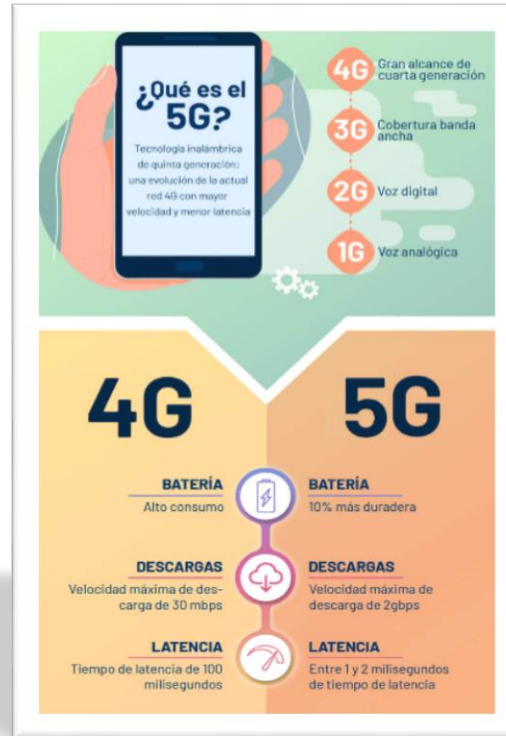 ¿Qué es el
5G?
Tecnología inalámbrica
de quinta generación:
una evolución de la actual
red 4G con mayor
velocidad y menor latencia
4G
Gran alcance de
cuarta generación
3G
Cobertura banda
ancha
2G
Voz digital
1G
Voz analógica
4G
5G
BATERÍA
Alto consumo
BATERÍA
10% más duradera
DESCARGAS
Velocidad máxima de des-
carga de 30 mbps
DESCARGAS
Velocidad máxima de
descarga de 2gbps
LATENCIA
Tiempo de latencia de 100
milisegundos
LATENCIA
Entre 1 y 2 milisegundos
de tiempo de latencia